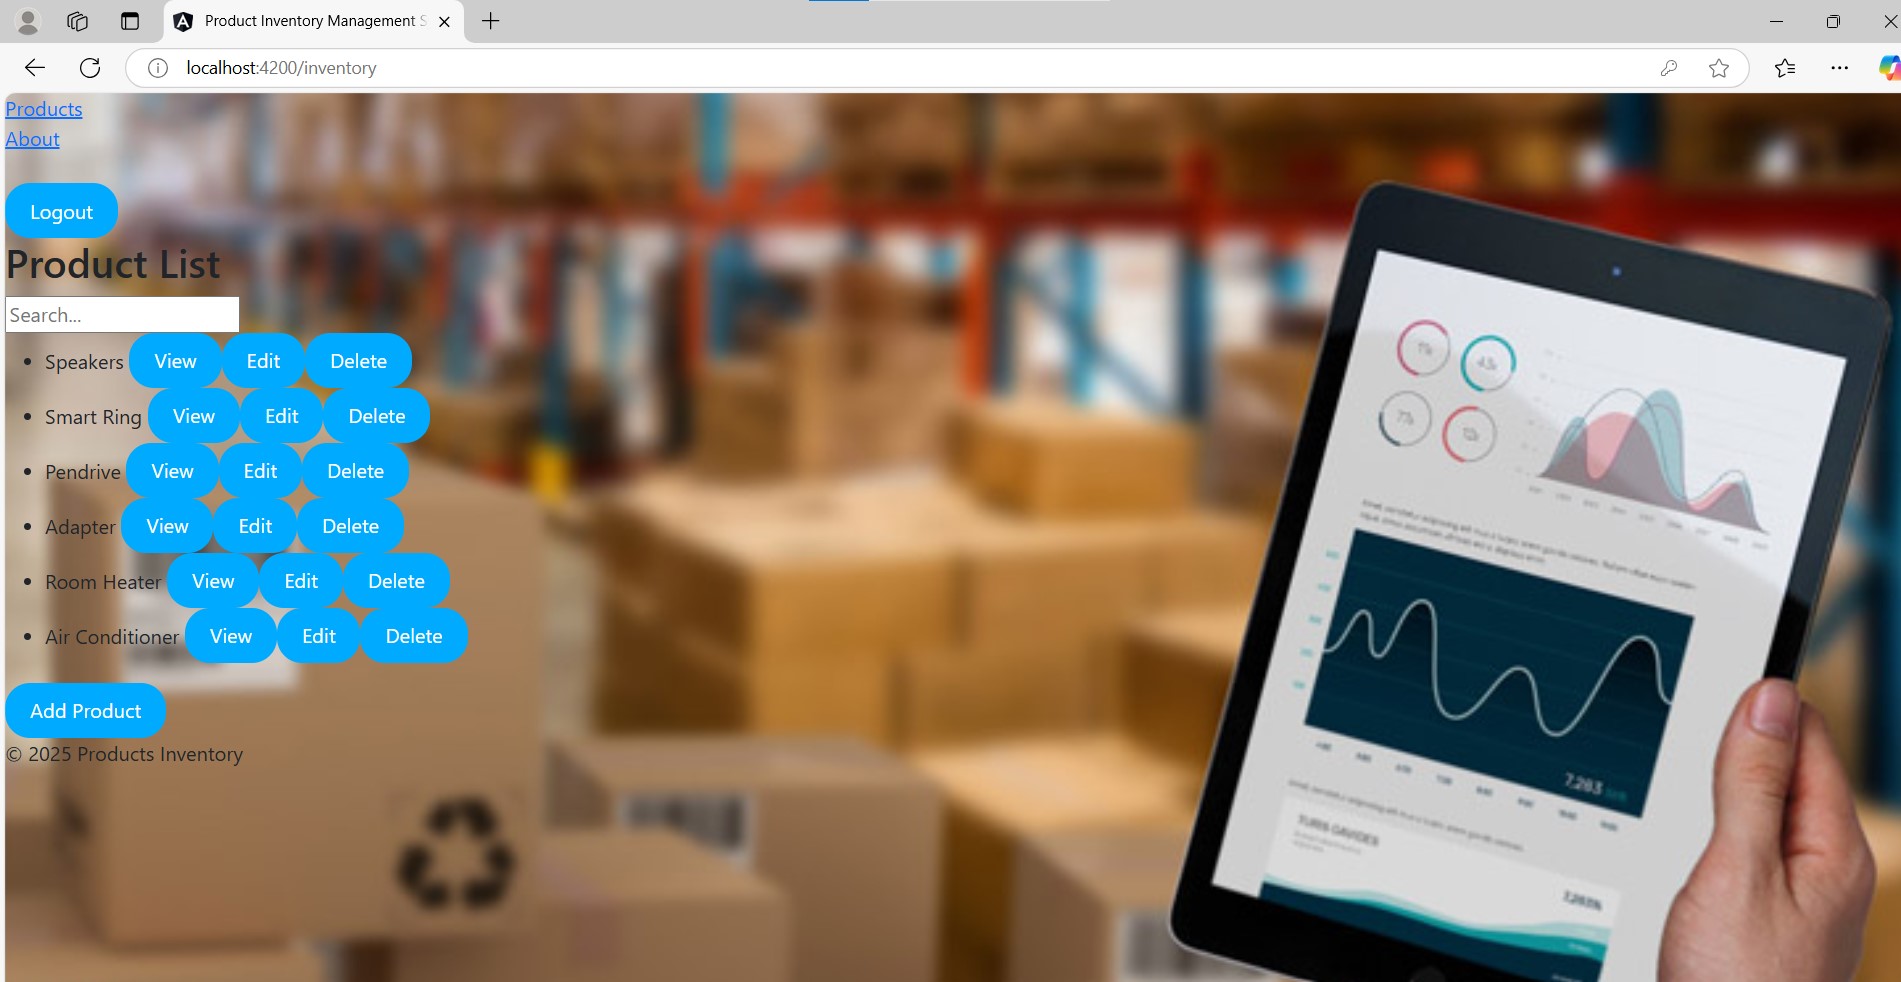 Product Inventory Management S
localhost:4200/inventory
Products
About
Logout
Product List
Search...
Speakers View Edit Delete
Smart Ring View Edit Delete
Pendrive View Edit Delete
Adapter View Edit Delete
Room Heater View Edit Delete
Air Conditioner View Edit Delete
Add Product
© 2025 Products Inventory
7,283